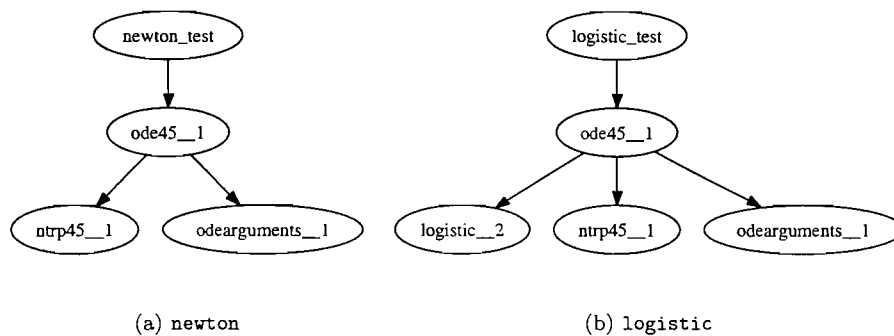 newton_test
logistic_test
ode45__1
ode45__1
ntrp45__1
odearguments__1
logistic__2
ntrp45__1
odearguments__1
(a) newton
(b) logistic